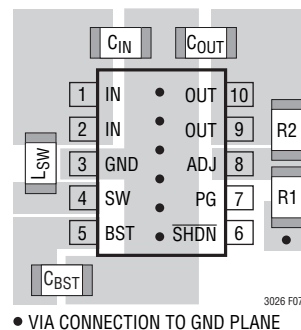 CIN COUT
1 IN OUT 10
2 IN OUT 9
R2
LSW
3 GND ADJ 8
4 SW PG 7
R1
5 BST SHDN 6
CBST
3026 F07
• VIA CONNECTION TO GND PLANE